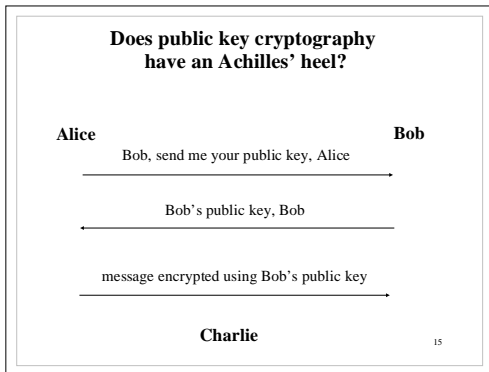 Does public key cryptography
have an Achilles’ heel?
Alice
Bob
Bob, send me your public key, Alice
Bob’s public key, Bob
message encrypted using Bob’s public key
Charlie
15